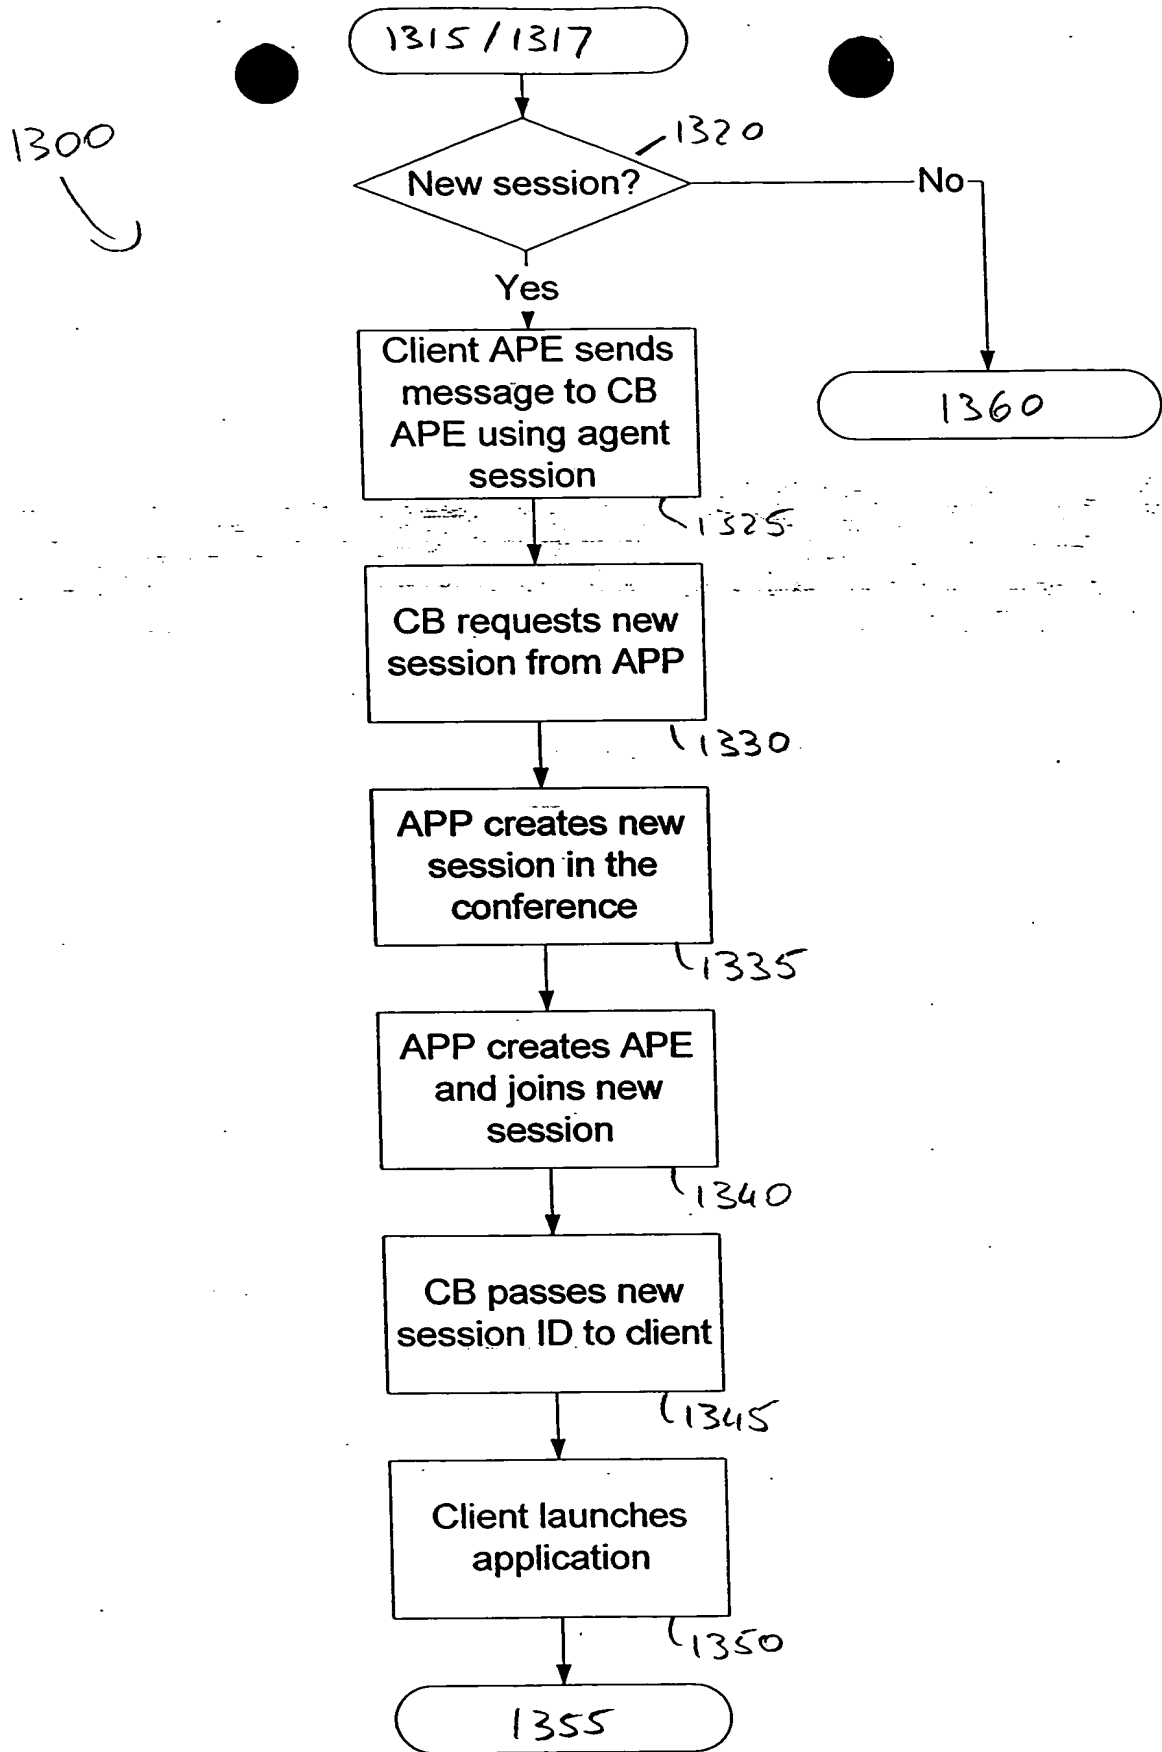 1315/1317
1300
1320
New session?
No
Yes
Client APE sends
message to CB
APE using agent
session
1360
1325
CB requests new
session from APP
1330
APP creates new
session in the
conference
1335
APP creates APE
and joins new
session
1340
CB passes new
session ID to client
1345
Client launches
application
1350
1355